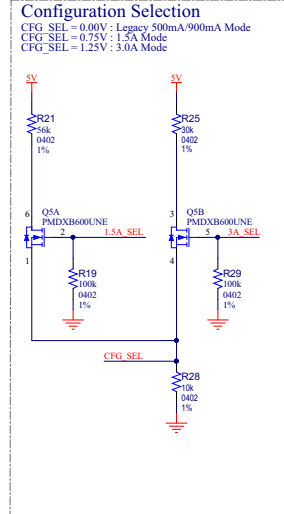 Configuration Selection
CFG_SEL = 0.00V : Legacy 500mA/900mA Mode
CFG_SEL = 0.75V : 1.5A Mode
CFG_SEL = 1.25V : 3.0A Mode
5V
5V
R21
56k
0402
1%
R25
30k
0402
1%
6
Q5A
PMDXB600UNE
2
1.5A_SEL
1
3
Q5B
PMDXB600UNE
5
3A_SEL
4
R19
100k
0402
1%
R29
100k
0402
1%
CFG_SEL
R28
10k
0402
1%